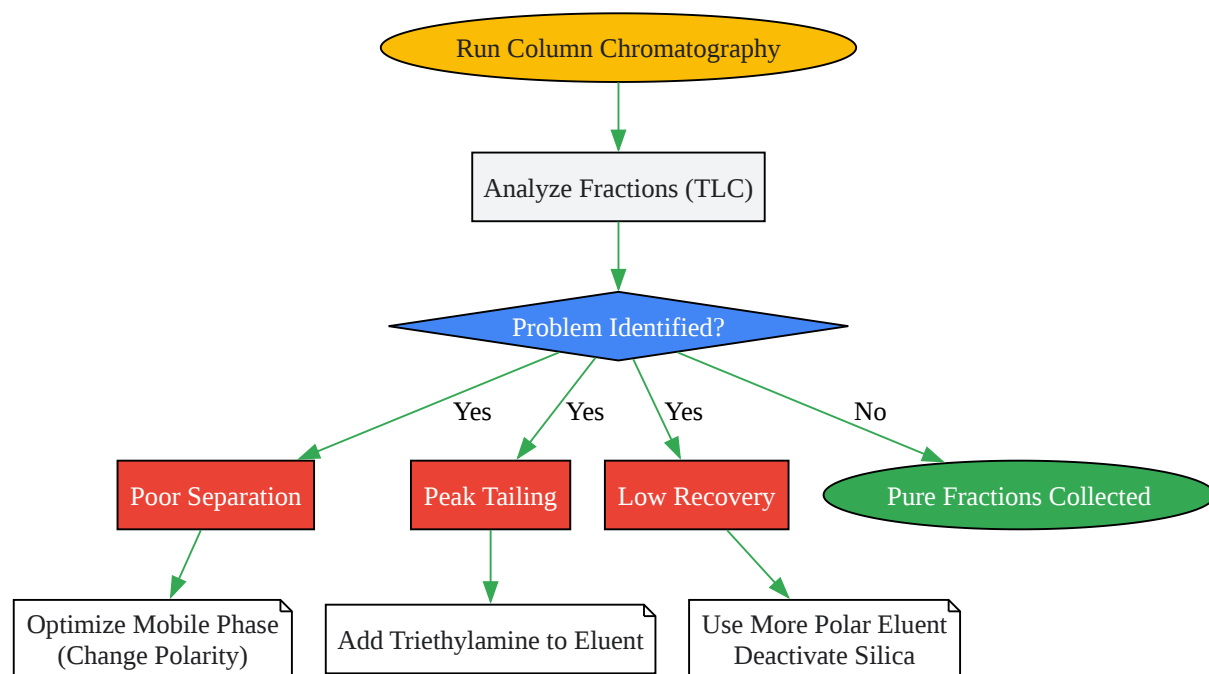 Run Column Chromatography
Analyze Fractions (TLC)
Problem Identified?
Yes
Yes
Yes
No
Poor Separation
Peak Tailing
Low Recovery
Pure Fractions Collected
Optimize Mobile Phase
(Change Polarity)
Add Triethylamine to Eluent
Use More Polar Eluent
Deactivate Silica